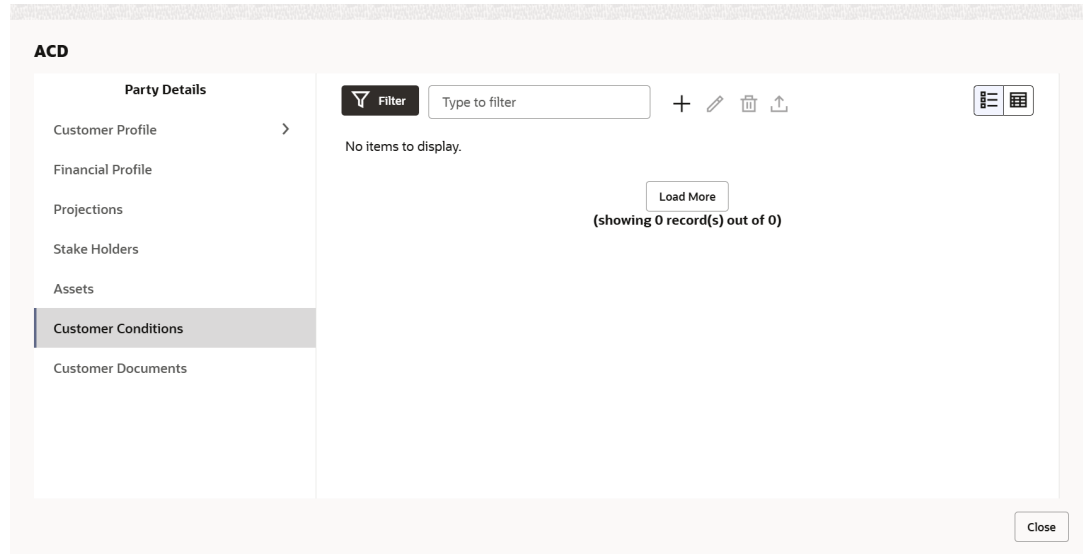 ACD
Party Details
Customer Profile
Financial Profile
Projections
Stake Holders
Assets
Customer Conditions
Customer Documents
Filter
Type to filter
No items to display.
Load More
(showing 0 record(s) out of 0)
Close